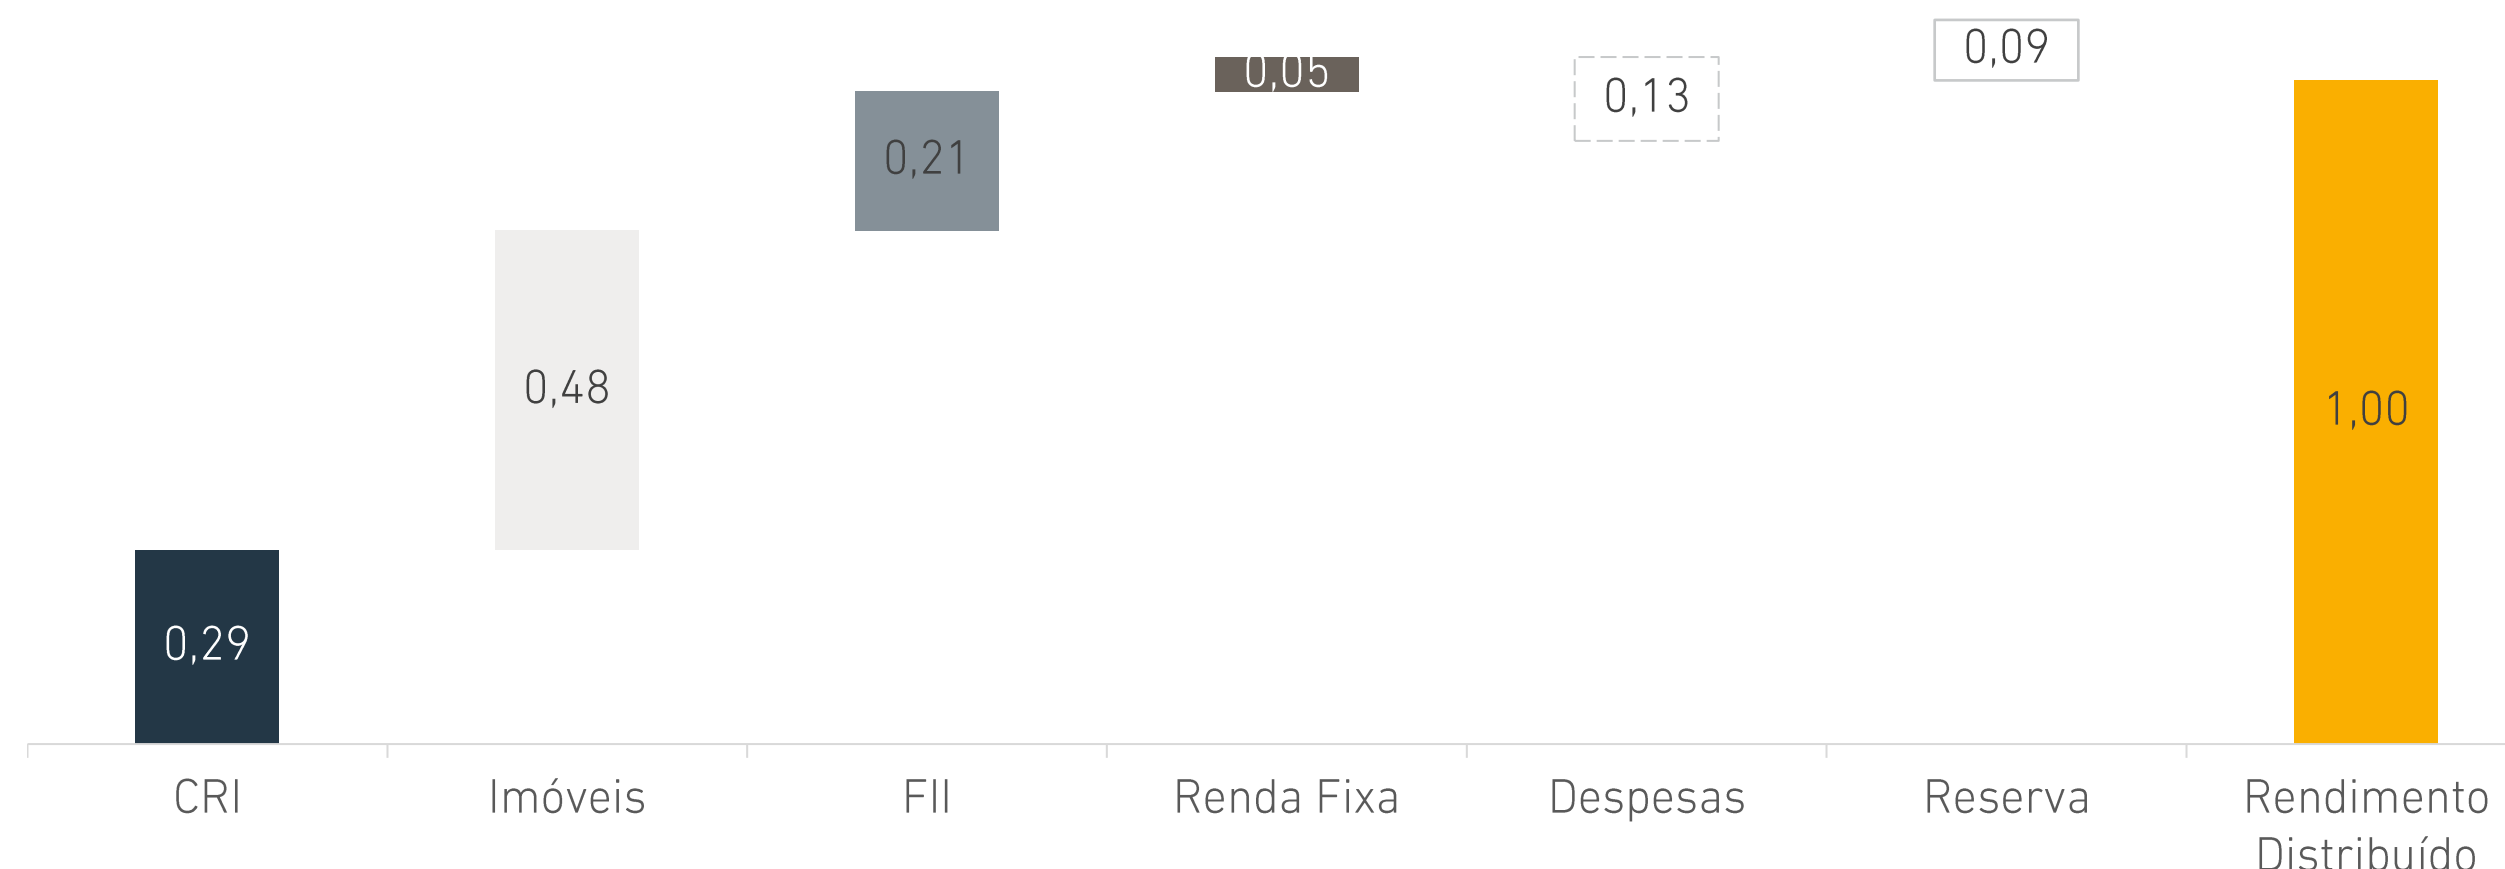 0,29
0,48
0,21
0,05
0,13
0,09
1,00
CRI
Imóveis
FII
Renda Fixa
Despesas
Reserva
Rendimento
Distribuído